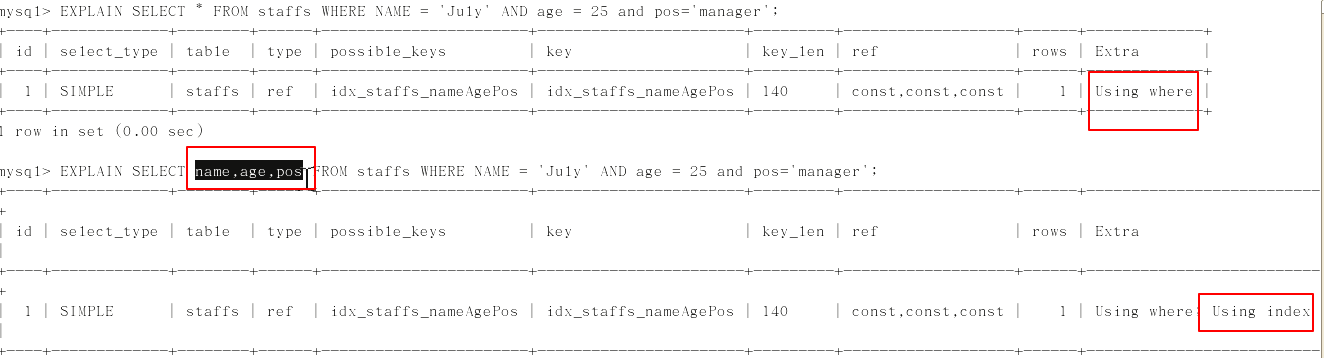 mysql> EXPLAIN SELECT * FROM staffs WHERE NAME = 'July' AND age = 25 and pos='manager';
+----+-------------+--------+------+-----------------------+-----------------------+---------+-------------------+------+-------------+
| id | select_type | table | type | possible_keys | key | key_len | ref | rows | Extra |
+----+-------------+--------+------+-----------------------+-----------------------+---------+-------------------+------+-------------+
| 1 | SIMPLE | staffs | ref | idx_staffs_nameAgePos | idx_staffs_nameAgePos | 140 | const,const,const | 1 | Using where |
+----+-------------+--------+------+-----------------------+-----------------------+---------+-------------------+------+-------------+
1 row in set (0.00 sec)
mysql> EXPLAIN SELECT name,age,pos FROM staffs WHERE NAME = 'July' AND age = 25 and pos='manager';
+----+-------------+--------+------+-----------------------+-----------------------+---------+-------------------+------+--------------------------
+
| id | select_type | table | type | possible_keys | key | key_len | ref | rows | Extra
|
+----+-------------+--------+------+-----------------------+-----------------------+---------+-------------------+------+--------------------------
+
| 1 | SIMPLE | staffs | ref | idx_staffs_nameAgePos | idx_staffs_nameAgePos | 140 | const,const,const | 1 | Using where; Using index
|
+----+-------------+--------+------+-----------------------+-----------------------+---------+-------------------+------+--------------------------